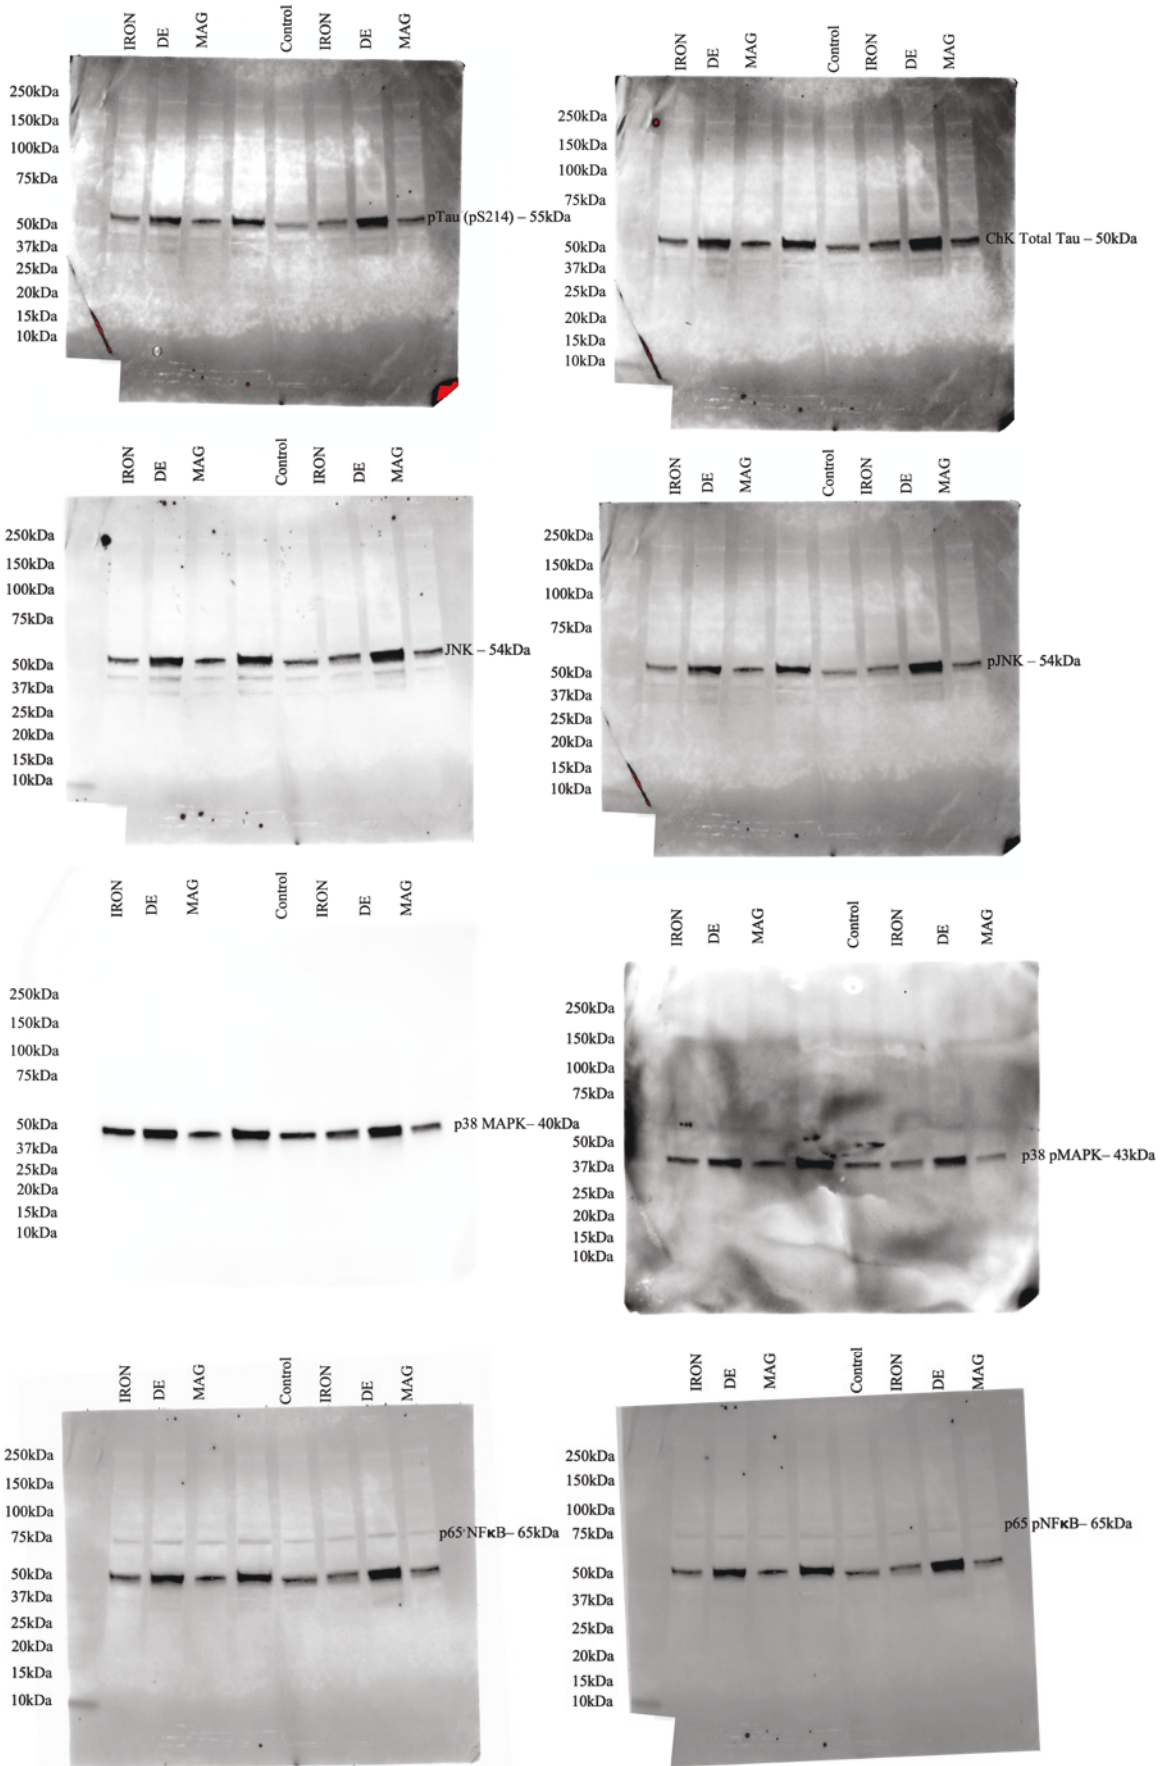 IRON DE MAG Control IRON DE MAG
250kDa
150kDa
100kDa
75kDa
50kDa
37kDa
25kDa
20kDa
15kDa
10kDa
pTau (pS214) – 55kDa
IRON DE MAG Control IRON DE MAG
250kDa
150kDa
100kDa
75kDa
50kDa
37kDa
25kDa
20kDa
15kDa
10kDa
ChK Total Tau – 50kDa
IRON DE MAG Control IRON DE MAG
250kDa
150kDa
100kDa
75kDa
50kDa
37kDa
25kDa
20kDa
15kDa
10kDa
JNK – 54kDa
IRON DE MAG Control IRON DE MAG
250kDa
150kDa
100kDa
75kDa
50kDa
37kDa
25kDa
20kDa
15kDa
10kDa
pJNK – 54kDa
IRON DE MAG Control IRON DE MAG
250kDa
150kDa
100kDa
75kDa
50kDa
37kDa
25kDa
20kDa
15kDa
10kDa
p38 MAPK– 40kDa
IRON DE MAG Control IRON DE MAG
250kDa
150kDa
100kDa
75kDa
50kDa
37kDa
25kDa
20kDa
15kDa
10kDa
p38 pMAPK– 43kDa
IRON DE MAG Control IRON DE MAG
250kDa
150kDa
100kDa
75kDa
50kDa
37kDa
25kDa
20kDa
15kDa
10kDa
p65 NFκB– 65kDa
IRON DE MAG Control IRON DE MAG
250kDa
150kDa
100kDa
75kDa
50kDa
37kDa
25kDa
20kDa
15kDa
10kDa
p65 pNFκB– 65kDa